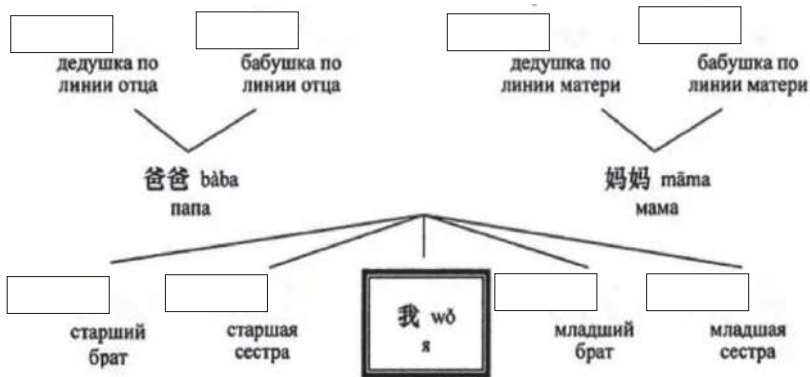 дедушка по
линии отца
бабушка по
линии отца
дедушка по
линии матери
бабушка по
линии матери
爸爸 bàba
папа
妈妈 māma
мама
старший
брат
старшая
сестра
我 wǒ
я
младший
брат
младшая
сестра